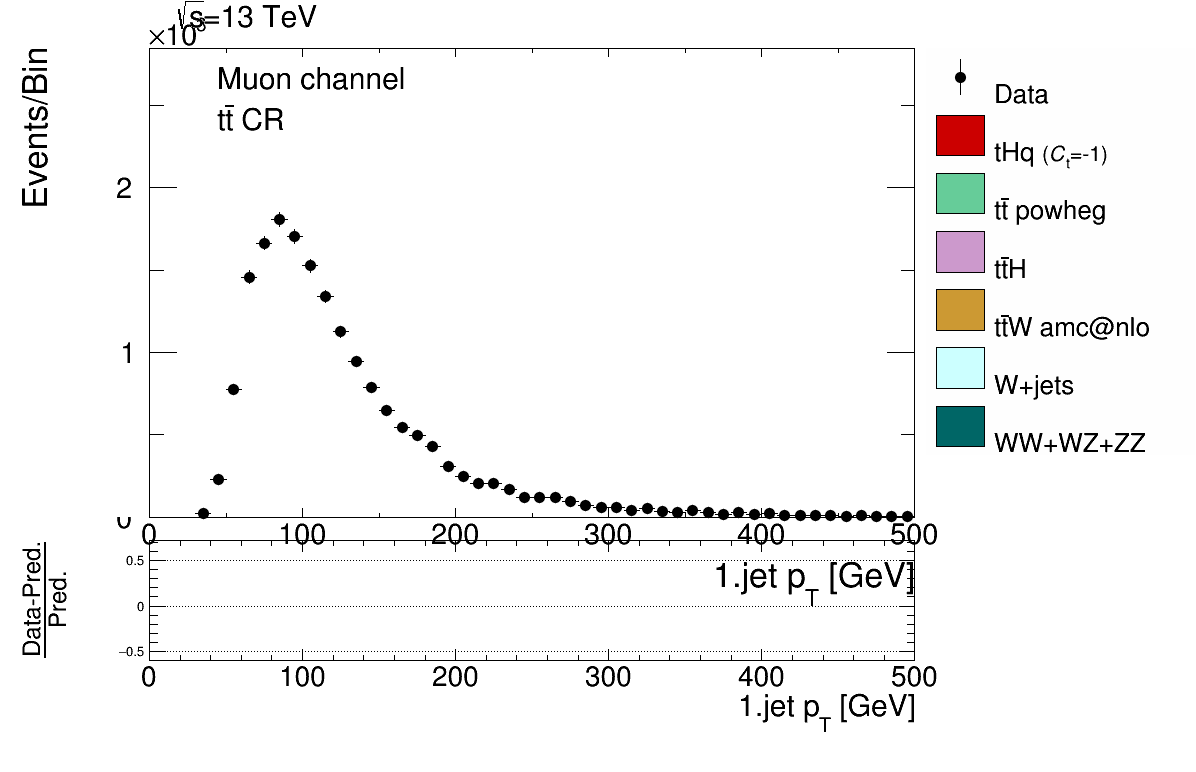 √s=13 TeV
×10³
Events/Bin
Muon channel
tt̄ CR
2
1
0
0 100 200 300 400 500
1.jet p_T [GeV]
Data
tHq (C_t=-1)
tt̄ powheg
tt̄H
tt̄W amc@nlo
W+jets
WW+WZ+ZZ
Data-Pred.
Pred.
0.5
0
−0.5
0 100 200 300 400 500
1.jet p_T [GeV]